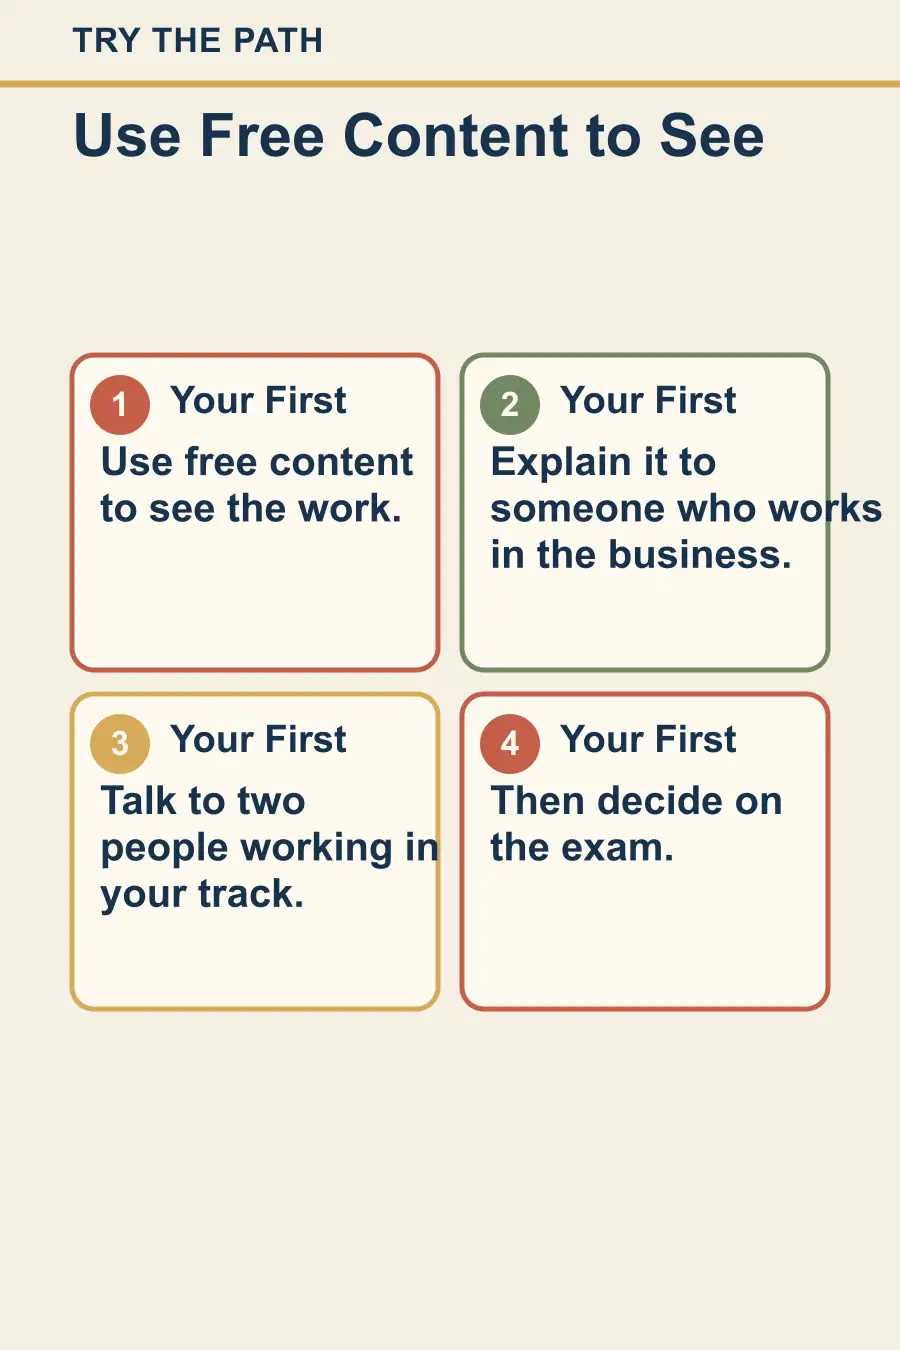 TRY THE PATH
Use Free Content to See
1 Your First
Use free content
to see the work.
2 Your First
Explain it to
someone who works
in the business.
3 Your First
Talk to two
people working in
your track.
4 Your First
Then decide on
the exam.